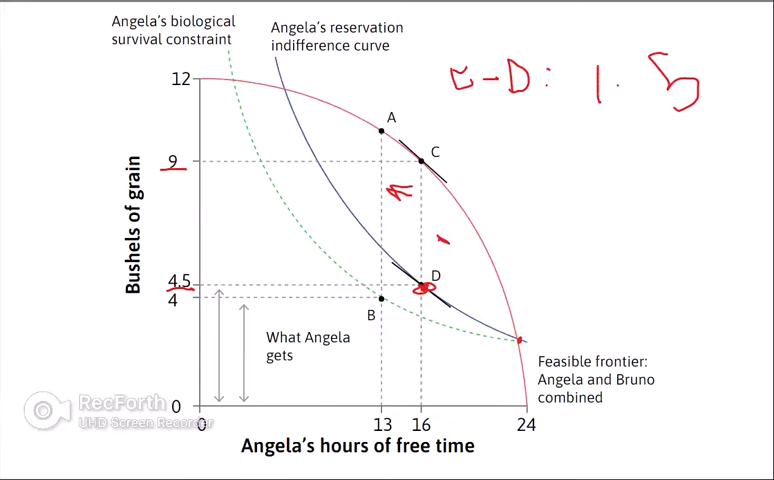 Angela's biological
survival constraint
Angela's reservation
indifference curve
C-D: 1.5
12
A
C
9
Bushels of grain
D
4.5
4
B
What Angela
gets
Feasible frontier:
Angela and Bruno
combined
RecForth
UHD Screen Recorder
0
0
13
16
24
Angela's hours of free time